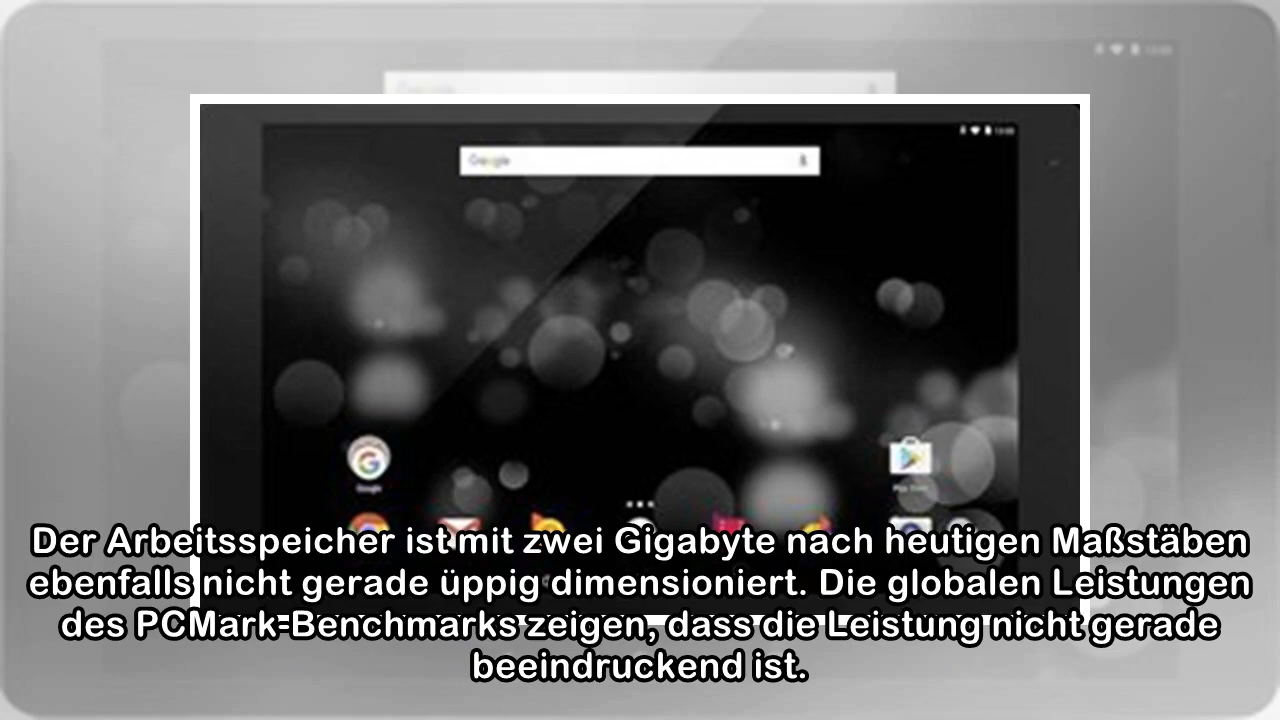 Google
Google
Der Arbeitsspeicher ist mit zwei Gigabyte nach heutigen Maßstäben
ebenfalls nicht gerade üppig dimensioniert. Die globalen Leistungen
des PCMark-Benchmarks zeigen, dass die Leistung nicht gerade
beeindruckend ist.